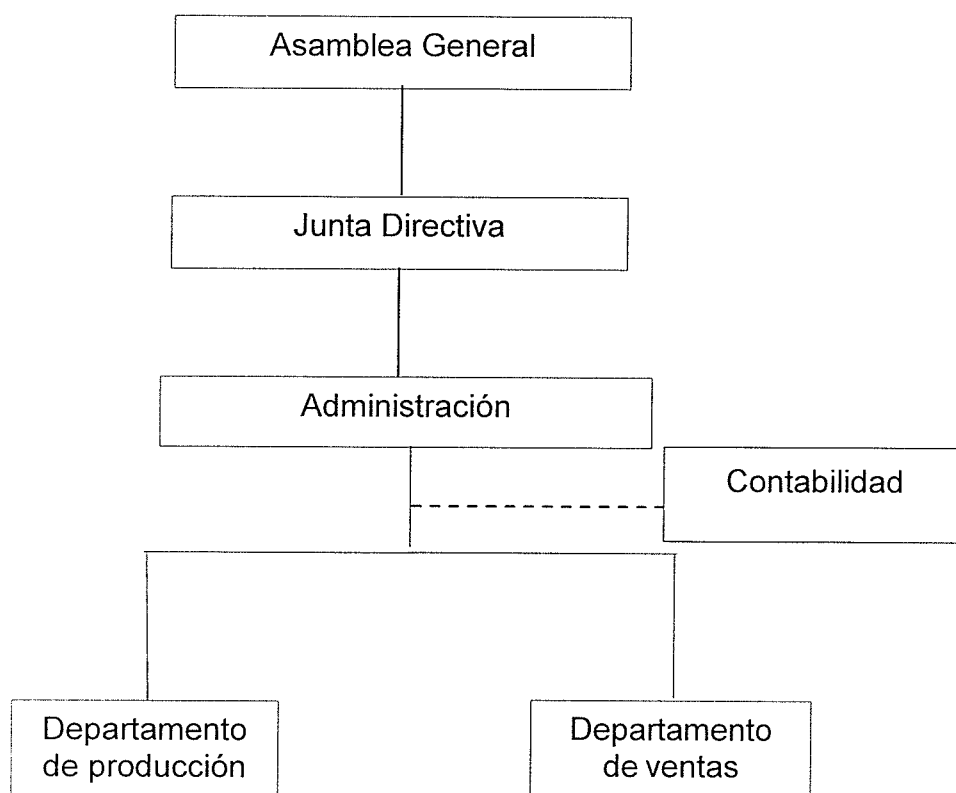 Asamblea General
Junta Directiva
Administración
Contabilidad
Departamento
de producción
Departamento
de ventas